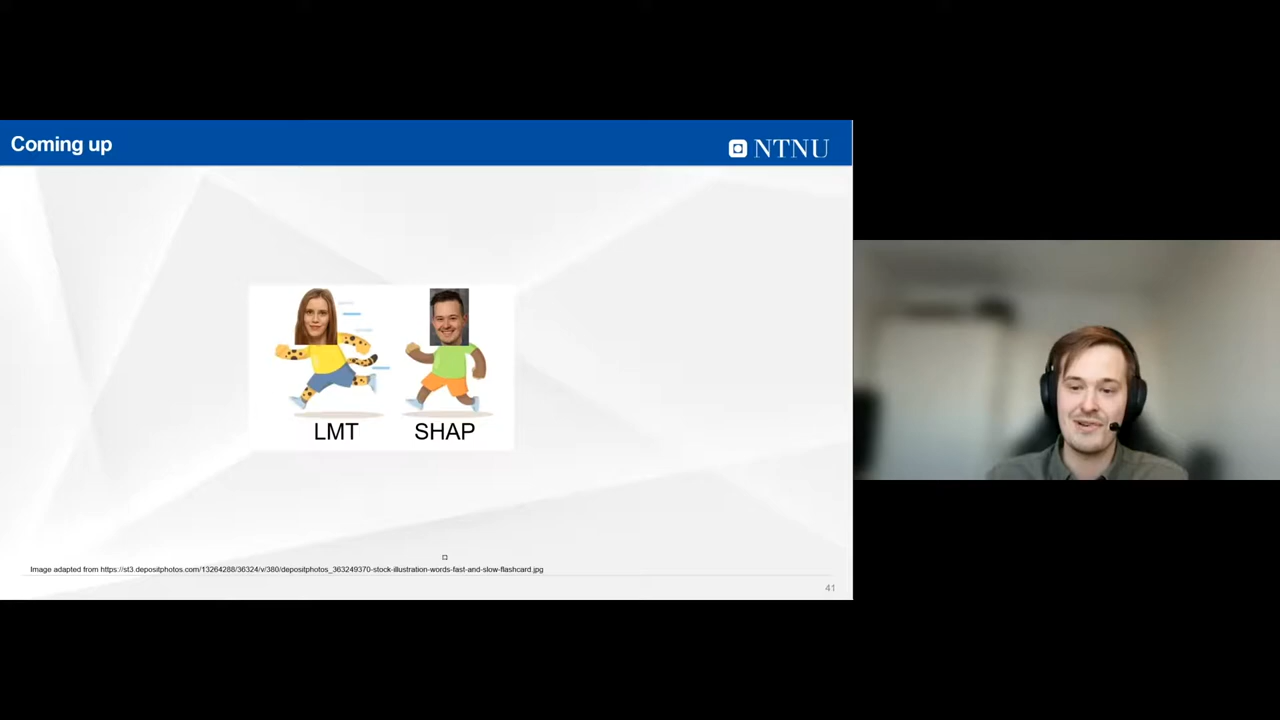 Coming up
NTNU
LMT SHAP
Image adapted from https://st3.depositphotos.com/13264288/36324/v/380/depositphotos_363249370-stock-illustration-words-fast-and-slow-flashcard.jpg
41